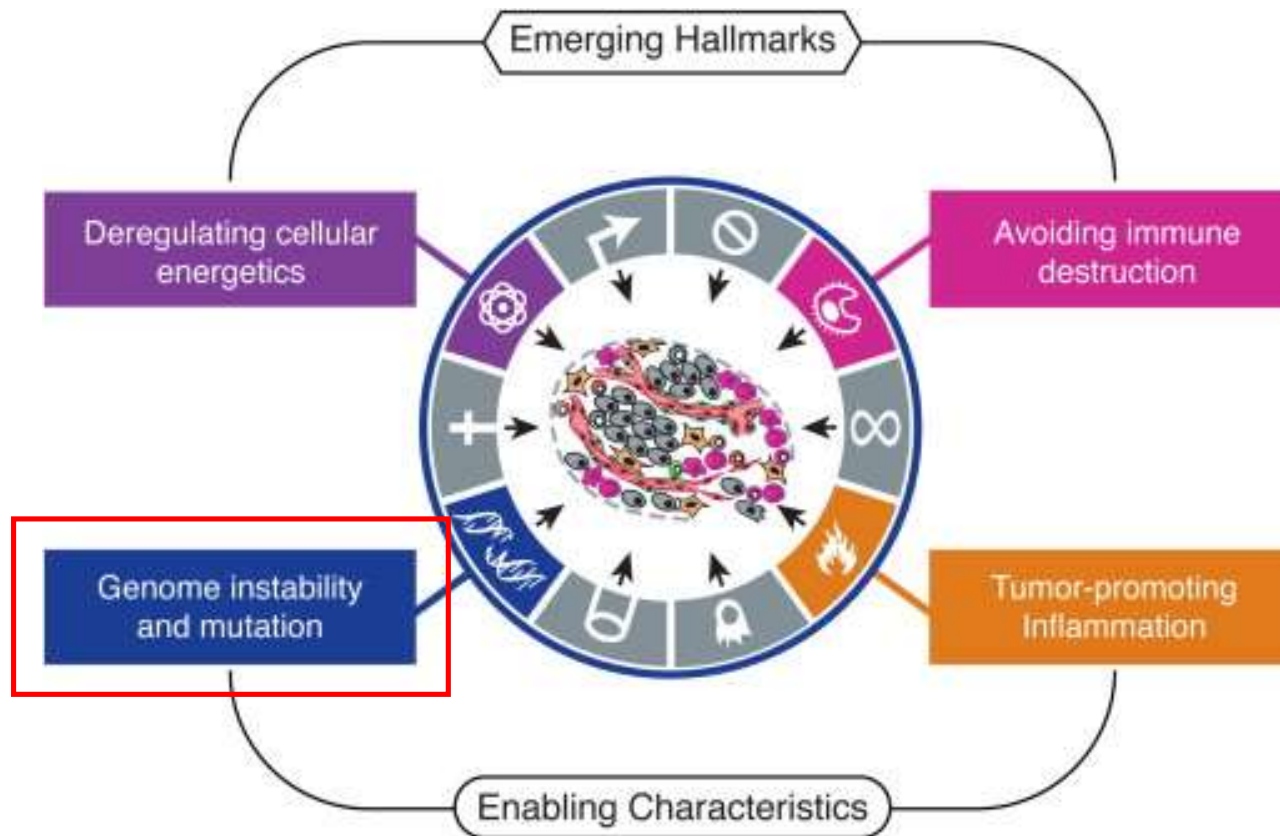 Emerging Hallmarks
Deregulating cellular
energetics
Avoiding immune
destruction
Genome instability
and mutation
Tumor-promoting
Inflammation
Enabling Characteristics